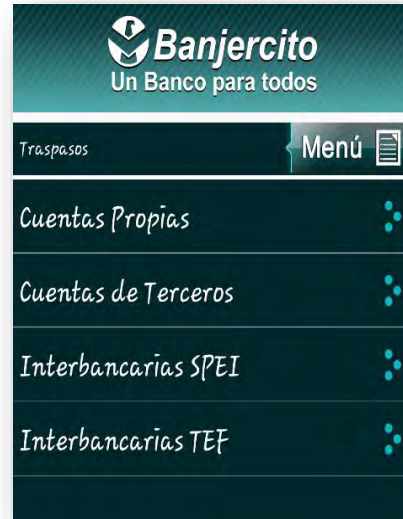 Banjercito
Un Banco para todos
Traspasos
Menú
Cuentas Propias
Cuentas de Terceros
Interbancarias SPEI
Interbancarias TEF